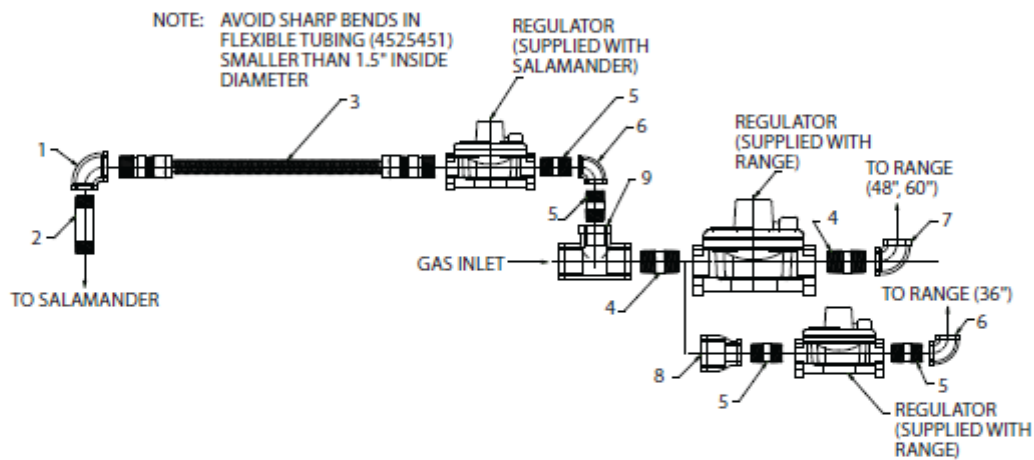 NOTE: AVOID SHARP BENDS IN
FLEXIBLE TUBING (4525451)
SMALLER THAN 1.5" INSIDE
DIAMETER
REGULATOR
(SUPPLIED WITH
SALAMANDER)
3
5
6
1
REGULATOR
(SUPPLIED WITH
RANGE)
TO RANGE
(48", 60")
9
5
4
7
2
GAS INLET
TO SALAMANDER
4
TO RANGE (36")
6
8
5
5
REGULATOR
(SUPPLIED WITH
RANGE)